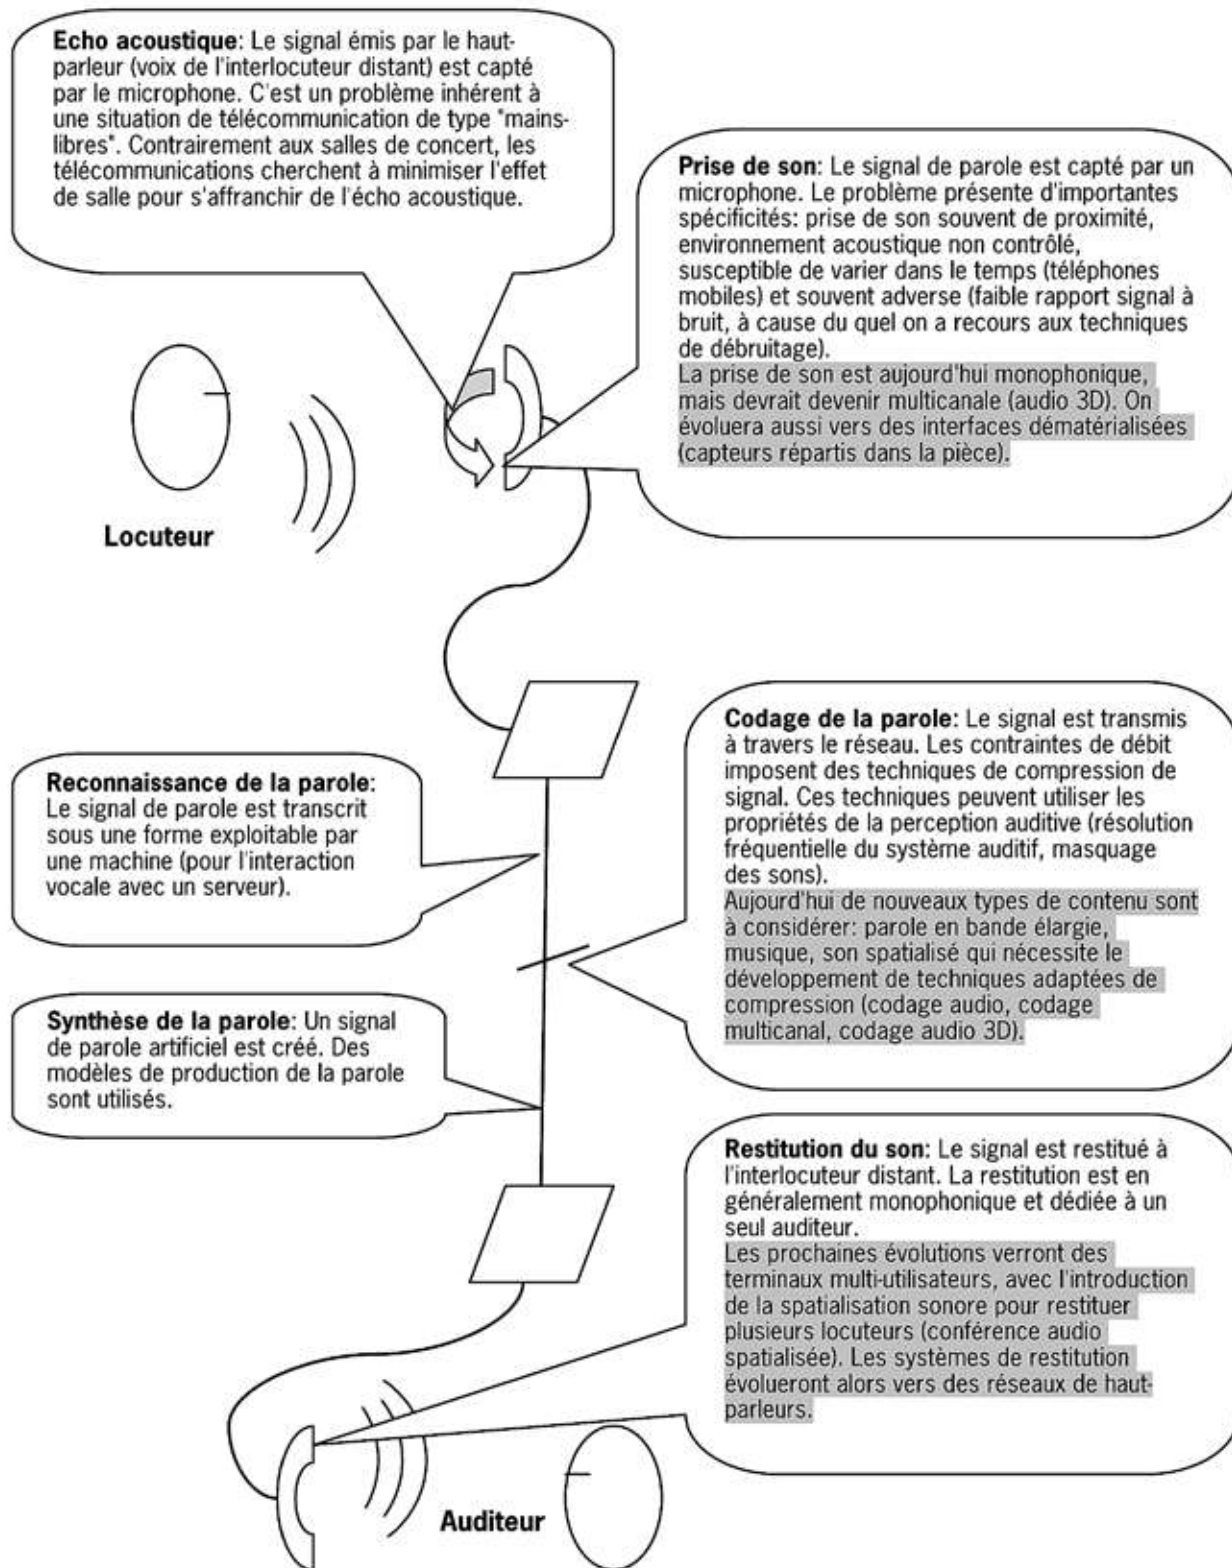 Echo acoustique: Le signal émis par le haut-
parleur (voix de l'interlocuteur distant) est capté
par le microphone. C'est un problème inhérent à
une situation de télécommunication de type "mains-
libres". Contrairement aux salles de concert, les
télécommunications cherchent à minimiser l'effet
de salle pour s'affranchir de l'écho acoustique.
Prise de son: Le signal de parole est capté par un
microphone. Le problème présente d'importantes
spécificités: prise de son souvent de proximité,
environnement acoustique non contrôlé,
susceptible de varier dans le temps (téléphones
mobiles) et souvent adverse (faible rapport signal à
bruit, à cause du quel on a recours aux techniques
de débruitage).
La prise de son est aujourd'hui monophonique,
mais devrait devenir multicanale (audio 3D). On
évoluera aussi vers des interfaces dématérialisées
(capteurs répartis dans la pièce).
Locuteur
Codage de la parole: Le signal est transmis
à travers le réseau. Les contraintes de débit
imposent des techniques de compression de
signal. Ces techniques peuvent utiliser les
propriétés de la perception auditive (résolution
fréquentielle du système auditif, masquage
des sons).
Aujourd'hui de nouveaux types de contenu sont
à considérer: parole en bande élargie,
musique, son spatialisé qui nécessite le
développement de techniques adaptées de
compression (codage audio, codage
multicanal, codage audio 3D).
Reconnaissance de la parole:
Le signal de parole est transcrit
sous une forme exploitable par
une machine (pour l'interaction
vocale avec un serveur).
Synthèse de la parole: Un signal
de parole artificiel est créé. Des
modèles de production de la parole
sont utilisés.
Restitution du son: Le signal est restitué à
l'interlocuteur distant. La restitution est en
généralement monophonique et dédiée à un
seul auditeur.
Les prochaines évolutions verront des
terminaux multi-utilisateurs, avec l'introduction
de la spatialisation sonore pour restituer
plusieurs locuteurs (conférence audio
spatialisée). Les systèmes de restitution
évolueront alors vers des réseaux de haut-
parleurs.
Auditeur